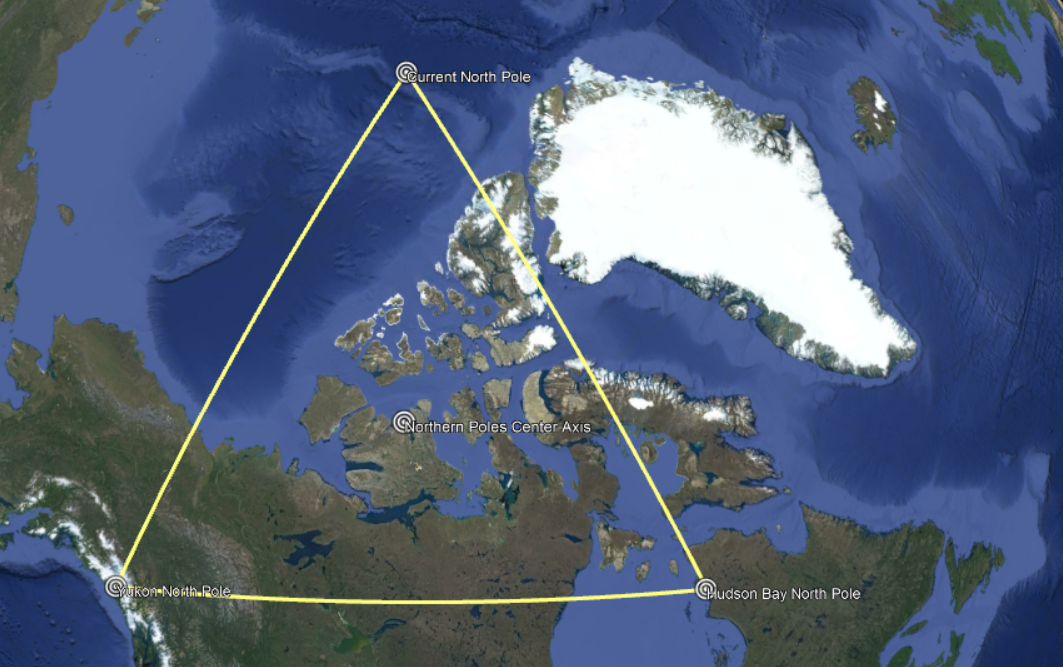 Current North Pole
Northern Poles Center Axis
Yukon North Pole
Hudson Bay North Pole